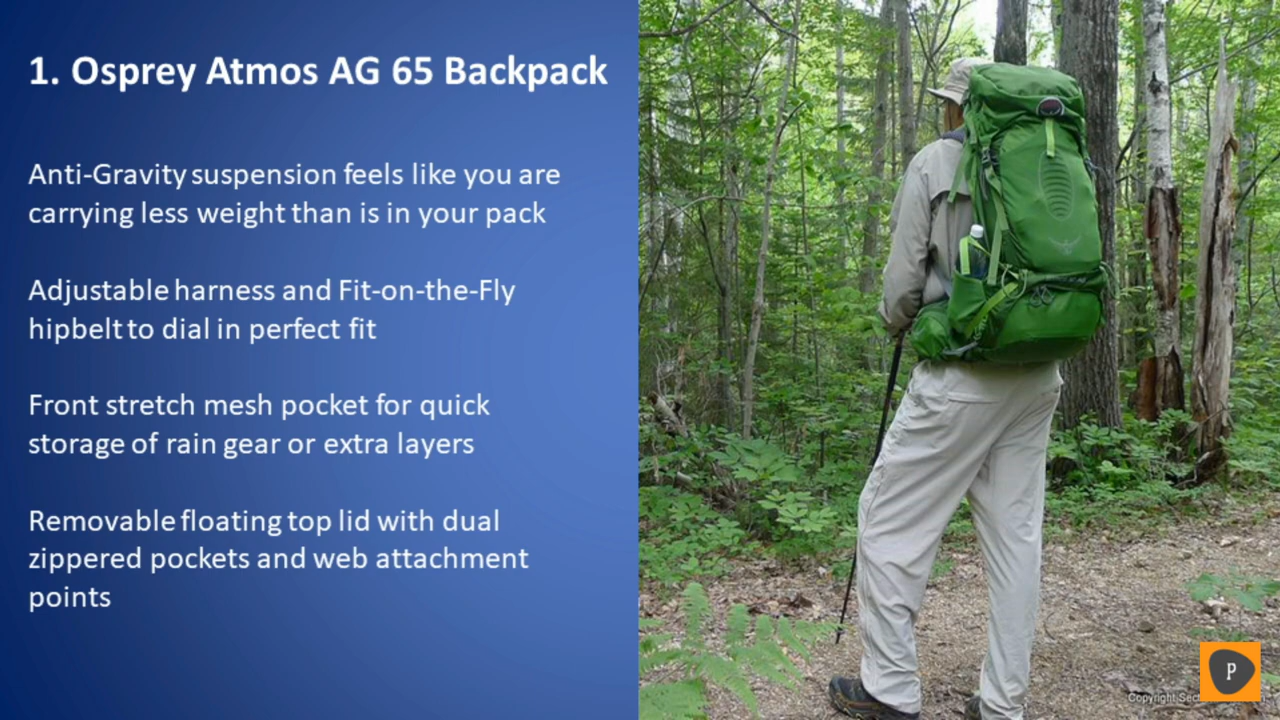 1. Osprey Atmos AG 65 Backpack
Anti-Gravity suspension feels like you are
carrying less weight than is in your pack
Adjustable harness and Fit-on-the-Fly
hipbelt to dial in perfect fit
Front stretch mesh pocket for quick
storage of rain gear or extra layers
Removable floating top lid with dual
zippered pockets and web attachment
points
P
Copyright